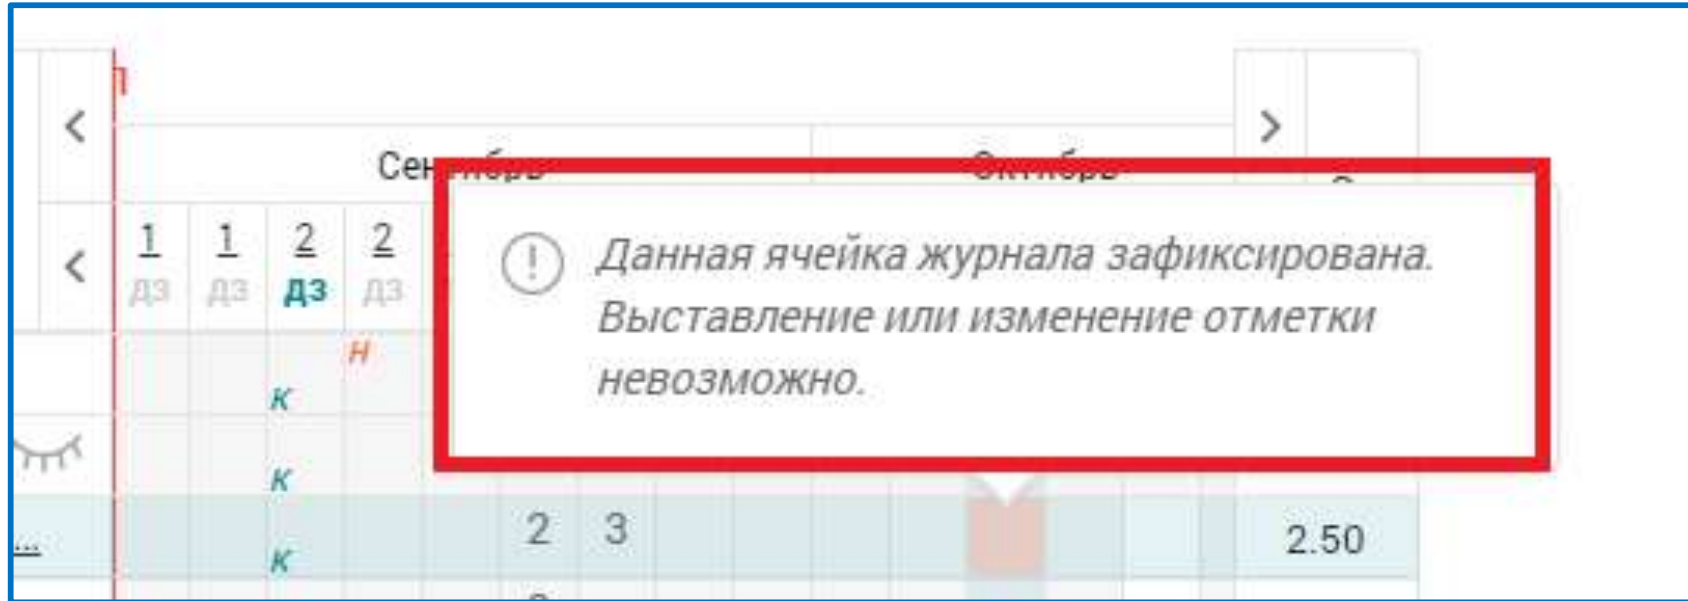 Сентябрь Октябрь
1 1 2 2
ДЗ ДЗ ДЗ ДЗ
Данная ячейка журнала зафиксирована.
Выставление или изменение отметки
невозможно.
Н
К
К
... 2 3 2.50
К